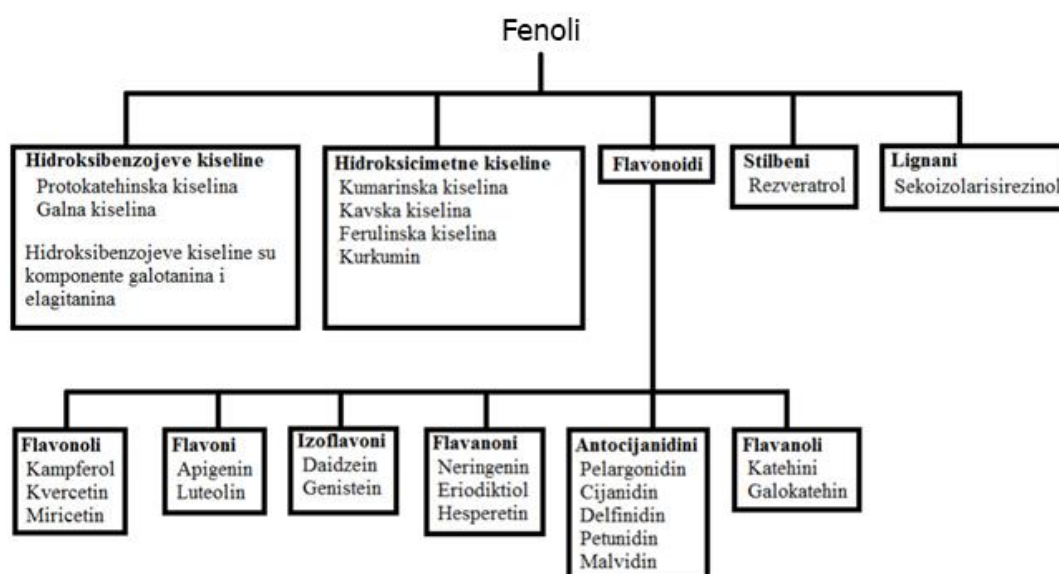 Fenoli
Hidroksibenzojeve kiseline
Protokatehinska kiselina
Galna kiselina
Hidroksibenzojeve kiseline su
komponente galotanina i
elagitanina
Hidroksicimetne kiseline
Kumarinska kiselina
Kavska kiselina
Ferulinska kiselina
Kurkumin
Flavonoidi
Stilbeni
Rezveratrol
Lignani
Sekoizolarisirezinol
Flavonoli
Kampferol
Kvercetin
Miricetin
Flavoni
Apigenin
Luteolin
Izoflavoni
Daidzein
Genistein
Flavanoni
Neringenin
Eriodiktiol
Hesperetin
Antocijanidini
Pelargonidin
Cijanidin
Delfinidin
Petunidin
Malvidin
Flavanoli
Katehini
Galokatehin